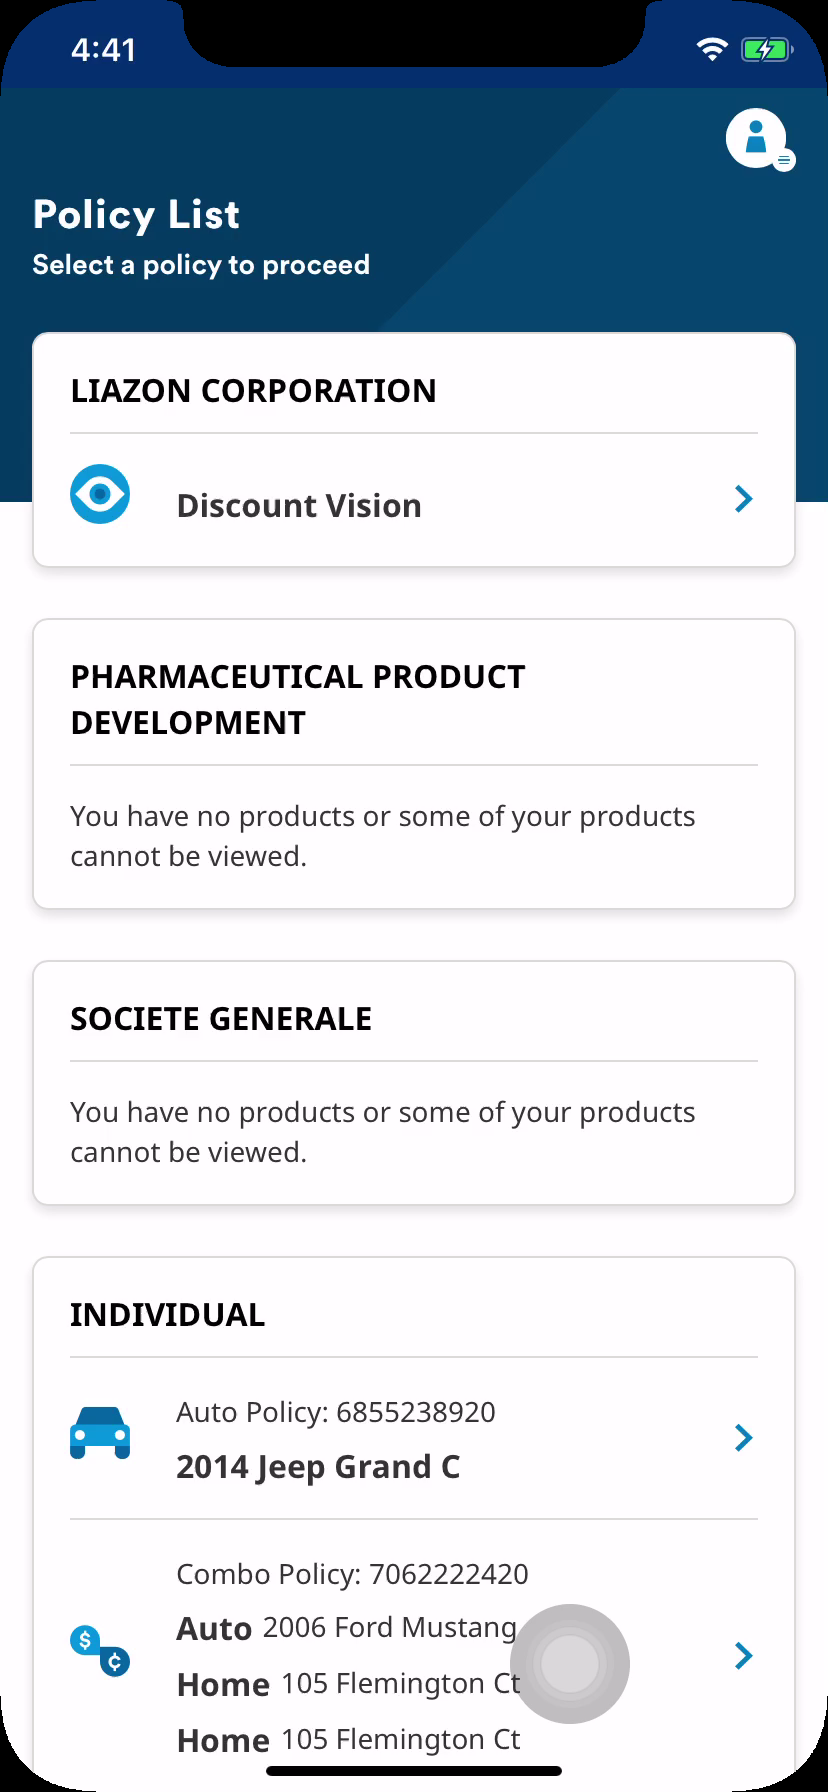 4:41
Policy List
Select a policy to proceed
LIAZON CORPORATION
Discount Vision
PHARMACEUTICAL PRODUCT
DEVELOPMENT
You have no products or some of your products
cannot be viewed.
SOCIETE GENERALE
You have no products or some of your products
cannot be viewed.
INDIVIDUAL
Auto Policy: 6855238920
2014 Jeep Grand C
Combo Policy: 7062222420
Auto 2006 Ford Mustang
$
¢
Home 105 Flemington Ct
Home 105 Flemington Ct